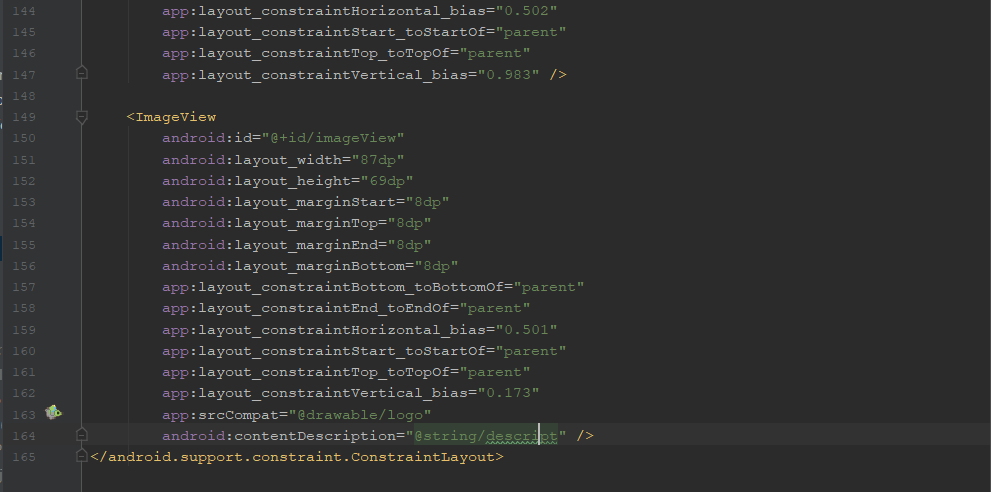 144 app:layout_constraintHorizontal_bias="0.502"
145 app:layout_constraintStart_toStartOf="parent"
146 app:layout_constraintTop_toTopOf="parent"
147 app:layout_constraintVertical_bias="0.983" />
148
149 <ImageView
150 android:id="@+id/imageView"
151 android:layout_width="87dp"
152 android:layout_height="69dp"
153 android:layout_marginStart="8dp"
154 android:layout_marginTop="8dp"
155 android:layout_marginEnd="8dp"
156 android:layout_marginBottom="8dp"
157 app:layout_constraintBottom_toBottomOf="parent"
158 app:layout_constraintEnd_toEndOf="parent"
159 app:layout_constraintHorizontal_bias="0.501"
160 app:layout_constraintStart_toStartOf="parent"
161 app:layout_constraintTop_toTopOf="parent"
162 app:layout_constraintVertical_bias="0.173"
163 app:srcCompat="@drawable/logo"
164 android:contentDescription="@string/descript" />
165 </android.support.constraint.ConstraintLayout>